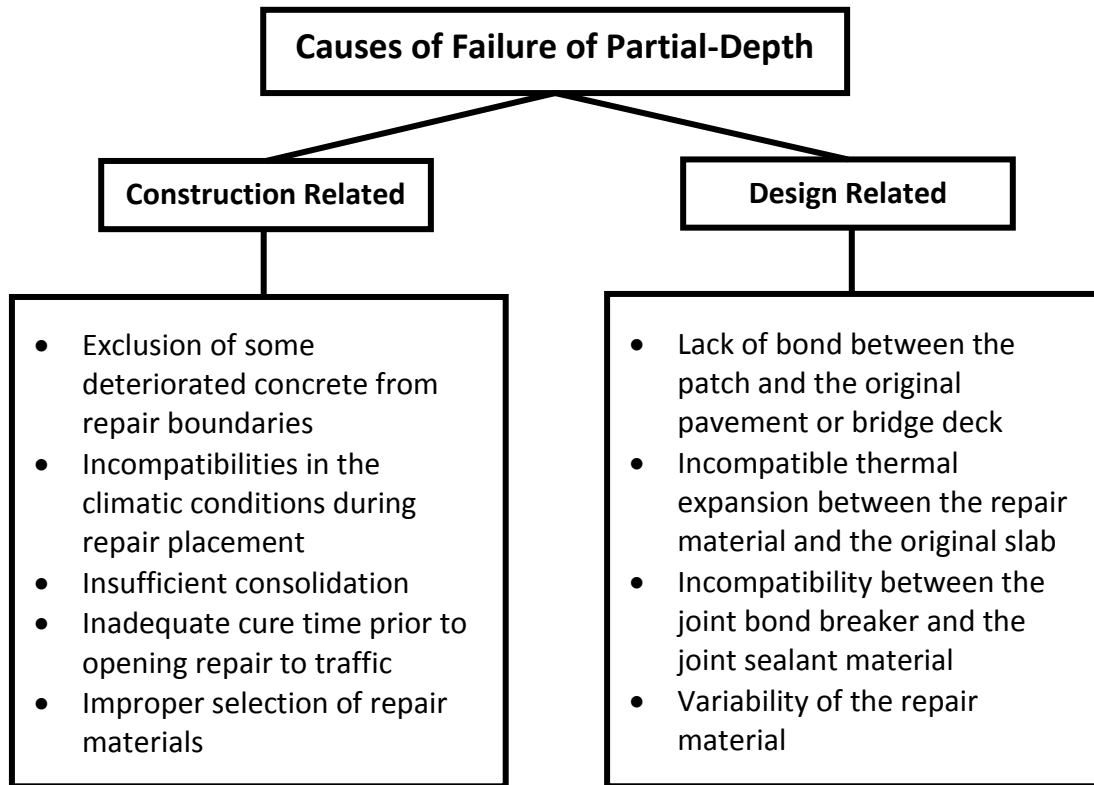 Causes of Failure of Partial-Depth
Construction Related
Design Related
• Exclusion of some
deteriorated concrete from
repair boundaries
• Incompatibilities in the
climatic conditions during
repair placement
• Insufficient consolidation
• Inadequate cure time prior to
opening repair to traffic
• Improper selection of repair
materials
• Lack of bond between the
patch and the original
pavement or bridge deck
• Incompatible thermal
expansion between the repair
material and the original slab
• Incompatibility between the
joint bond breaker and the
joint sealant material
• Variability of the repair
material